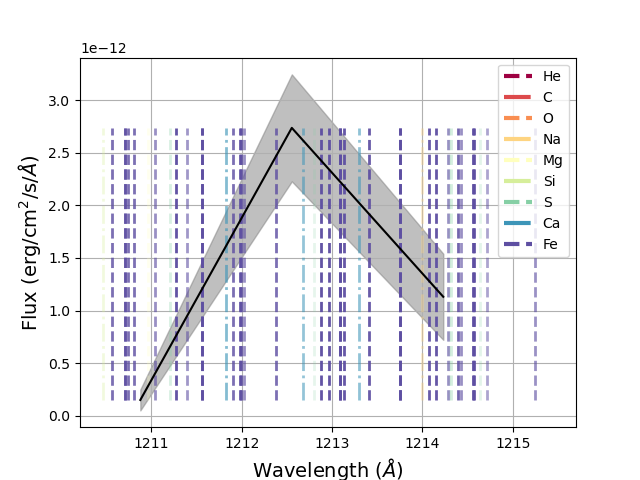 1e−12
Flux (erg/cm²/s/Å)
3.0
2.5
2.0
1.5
1.0
0.5
0.0
He
C
O
Na
Mg
Si
S
Ca
Fe
1211 1212 1213 1214 1215
Wavelength (Å)